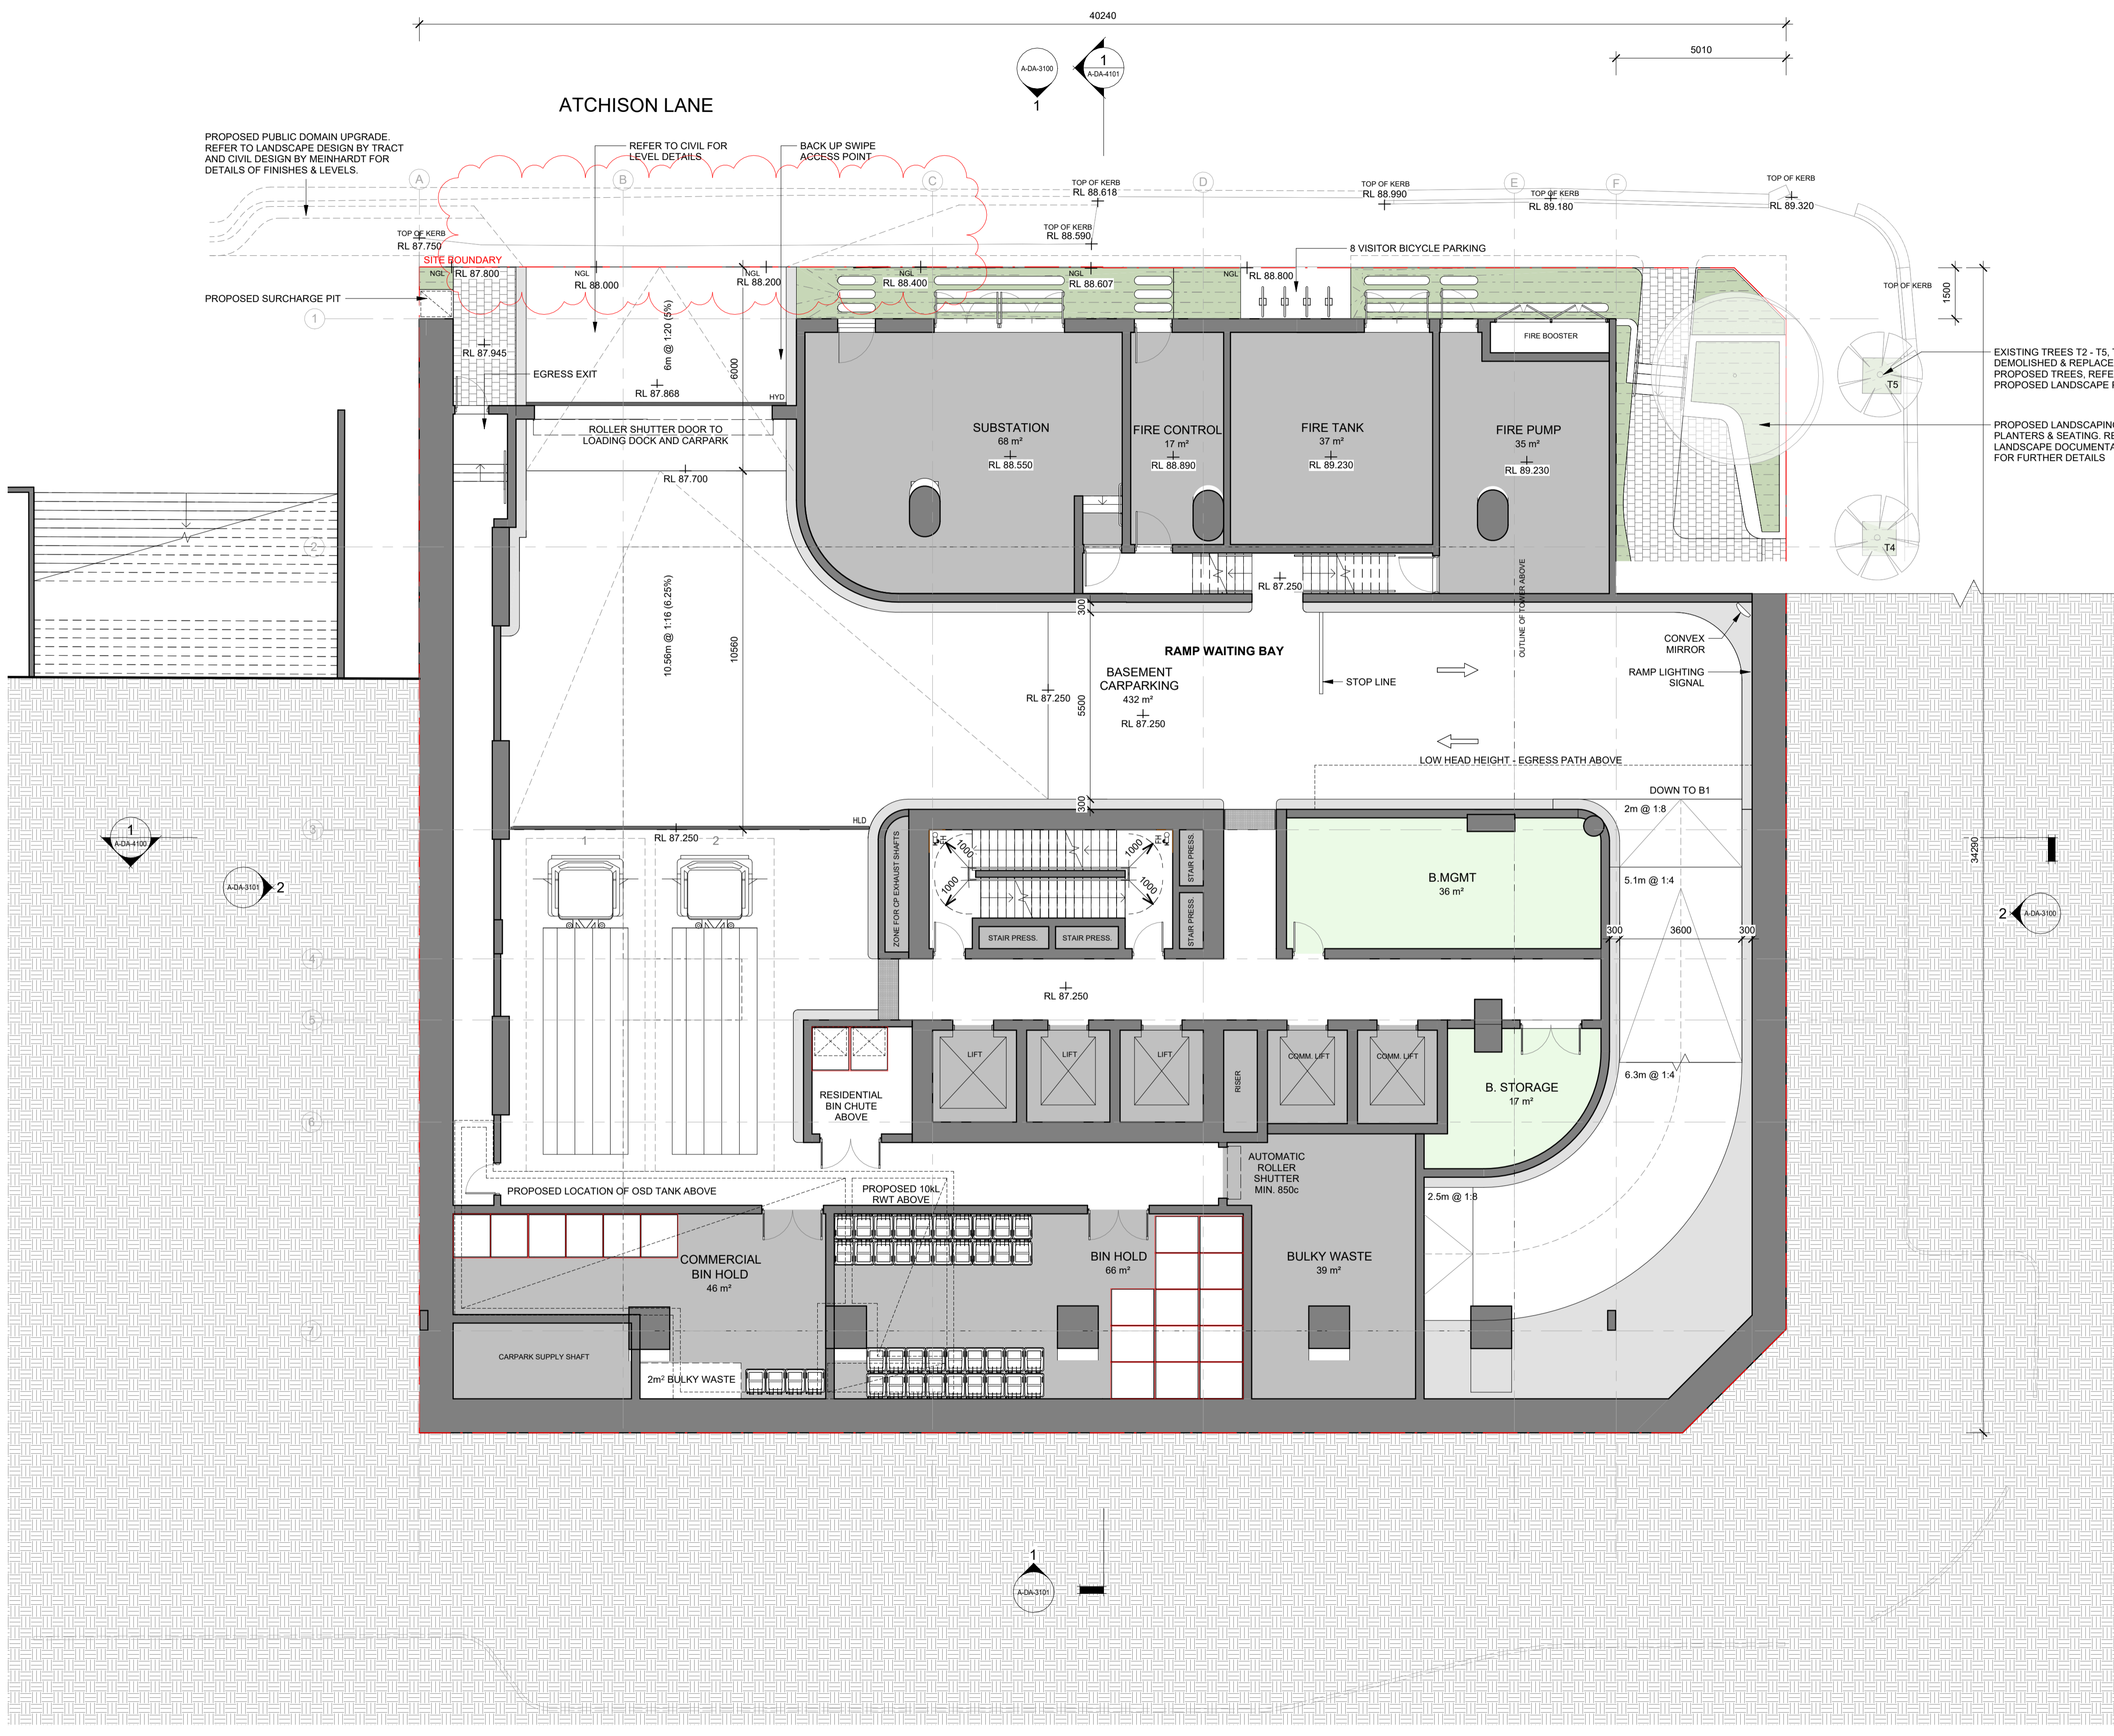 40240
5010
A-DA-3100
1
1
A-DA-4101
ATCHISON LANE
PROPOSED PUBLIC DOMAIN UPGRADE.
REFER TO LANDSCAPE DESIGN BY TRACT
AND CIVIL DESIGN BY MEINHARDT FOR
DETAILS OF FINISHES & LEVELS.
REFER TO CIVIL FOR
LEVEL DETAILS
BACK UP SWIPE
ACCESS POINT
A
B
C
D
E
F
TOP OF KERB
RL 87.750
TOP OF KERB
RL 88.618
TOP OF KERB
RL 88.590
TOP OF KERB
RL 88.990
TOP OF KERB
RL 89.180
TOP OF KERB
RL 89.320
TOP OF KERB
8 VISITOR BICYCLE PARKING
SITE BOUNDARY
NGL
RL 87.800
NGL
RL 88.000
NGL
RL 88.200
NGL
RL 88.400
NGL
RL 88.607
NGL
RL 88.800
PROPOSED SURCHARGE PIT
1
1500
RL 87.945
EGRESS EXIT
6m @ 1:20 (5%)
6000
RL 87.868
HYD
ROLLER SHUTTER DOOR TO
LOADING DOCK AND CARPARK
RL 87.700
SUBSTATION
68 m²
RL 88.550
FIRE CONTROL
17 m²
RL 88.890
FIRE TANK
37 m²
RL 89.230
FIRE PUMP
35 m²
RL 89.230
FIRE BOOSTER
EXISTING TREES T2 - T5, T
DEMOLISHED & REPLACE
PROPOSED TREES, REFE
PROPOSED LANDSCAPE
T5
PROPOSED LANDSCAPING
PLANTERS & SEATING. RE
LANDSCAPE DOCUMENTA
FOR FURTHER DETAILS
T4
2
RL 87.250
300
OUTLINE OF TOWER ABOVE
10.56m @ 1:16 (6.25%)
10560
RAMP WAITING BAY
BASEMENT
CARPARKING
432 m²
RL 87.250
RL 87.250
5500
STOP LINE
CONVEX
MIRROR
RAMP LIGHTING
SIGNAL
LOW HEAD HEIGHT - EGRESS PATH ABOVE
DOWN TO B1
2m @ 1:8
300
1
A-DA-4100
A-DA-3101
2
3
RL 87.250
HLD
1
2
ZONE FOR CP EXHAUST SHAFTS
1000
1000
1000
1000
FH
FH
STAIR PRESS.
STAIR PRESS.
STAIR PRESS.
STAIR PRESS.
B.MGMT
36 m²
5.1m @ 1:4
300
3600
300
34290
2
A-DA-3100
4
RL 87.250
5
LIFT
LIFT
LIFT
RISER
COMM. LIFT
COMM. LIFT
B. STORAGE
17 m²
6.3m @ 1:4
RESIDENTIAL
BIN CHUTE
ABOVE
6
AUTOMATIC
ROLLER
SHUTTER
MIN. 850c
2.5m @ 1:8
PROPOSED LOCATION OF OSD TANK ABOVE
PROPOSED 10kL
RWT ABOVE
COMMERCIAL
BIN HOLD
46 m²
BIN HOLD
66 m²
BULKY WASTE
39 m²
7
CARPARK SUPPLY SHAFT
2m² BULKY WASTE
1
A-DA-3101